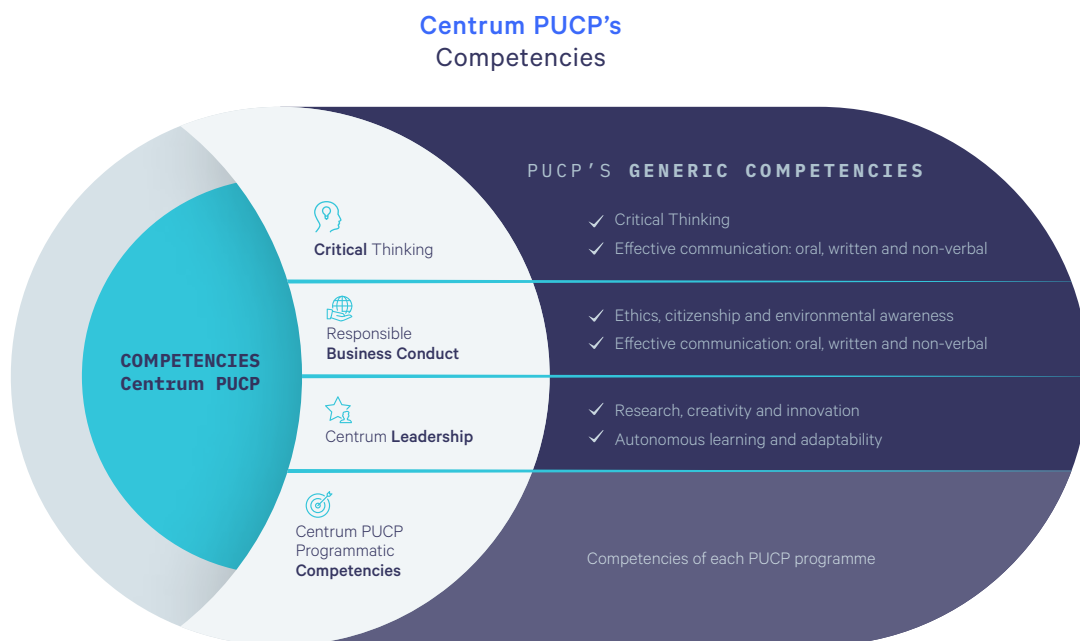 Centrum PUCP’s
Competencies
PUCP’S GENERIC COMPETENCIES
COMPETENCIES
Centrum PUCP
Critical Thinking
Critical Thinking
Effective communication: oral, written and non-verbal
Responsible
Business Conduct
Ethics, citizenship and environmental awareness
Effective communication: oral, written and non-verbal
Centrum Leadership
Research, creativity and innovation
Autonomous learning and adaptability
Centrum PUCP
Programmatic
Competencies
Competencies of each PUCP programme